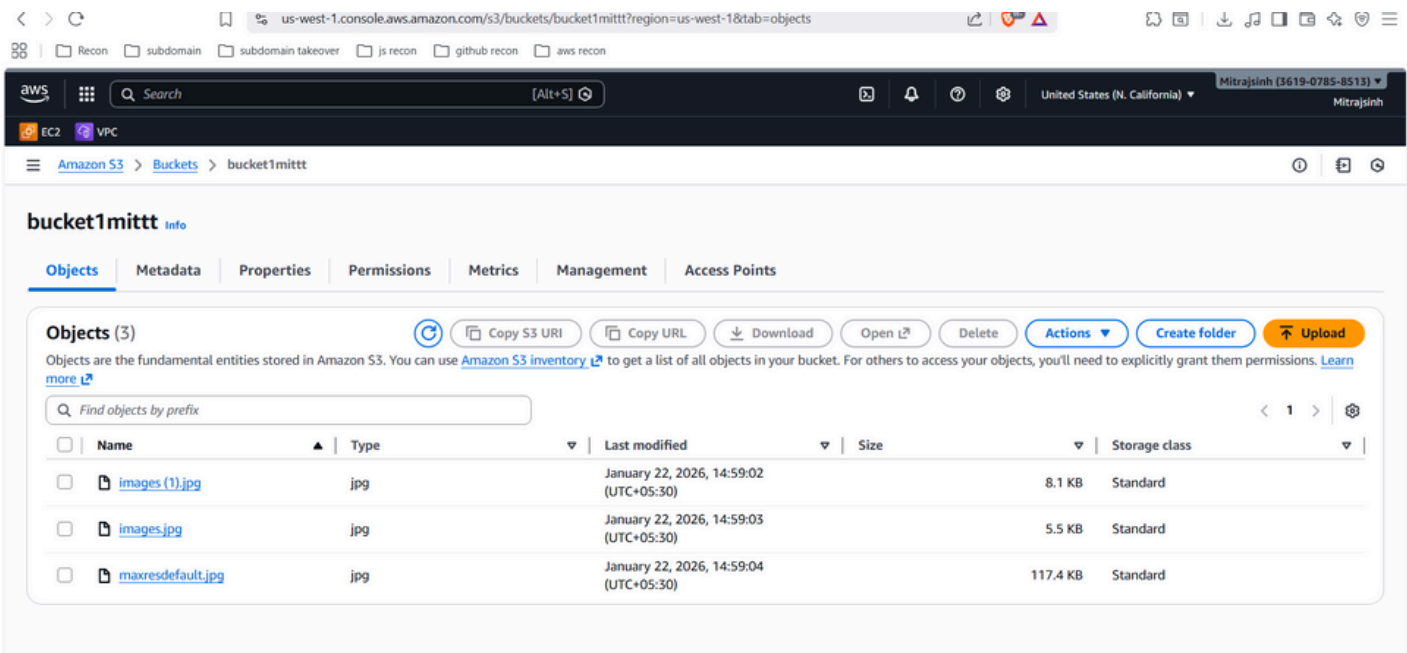 us-west-1.console.aws.amazon.com/s3/buckets/bucket1mittt?region=us-west-1&tab=objects
Recon subdomain subdomain takeover js recon github recon aws recon
aws Search [Alt+S] United States (N. California) Mitrajsinh (3619-0785-8513)
Mitrajsinh
EC2 VPC
Amazon S3 > Buckets > bucket1mittt
bucket1mittt Info
Objects Metadata Properties Permissions Metrics Management Access Points
Objects (3) Copy S3 URI Copy URL Download Open Delete Actions Create folder Upload
Objects are the fundamental entities stored in Amazon S3. You can use Amazon S3 inventory to get a list of all objects in your bucket. For others to access your objects, you'll need to explicitly grant them permissions. Learn
more
Find objects by prefix 1
Name Type Last modified Size Storage class
images (1).jpg jpg January 22, 2026, 14:59:02 (UTC+05:30) 8.1 KB Standard
images.jpg jpg January 22, 2026, 14:59:03 (UTC+05:30) 5.5 KB Standard
maxresdefault.jpg jpg January 22, 2026, 14:59:04 (UTC+05:30) 117.4 KB Standard